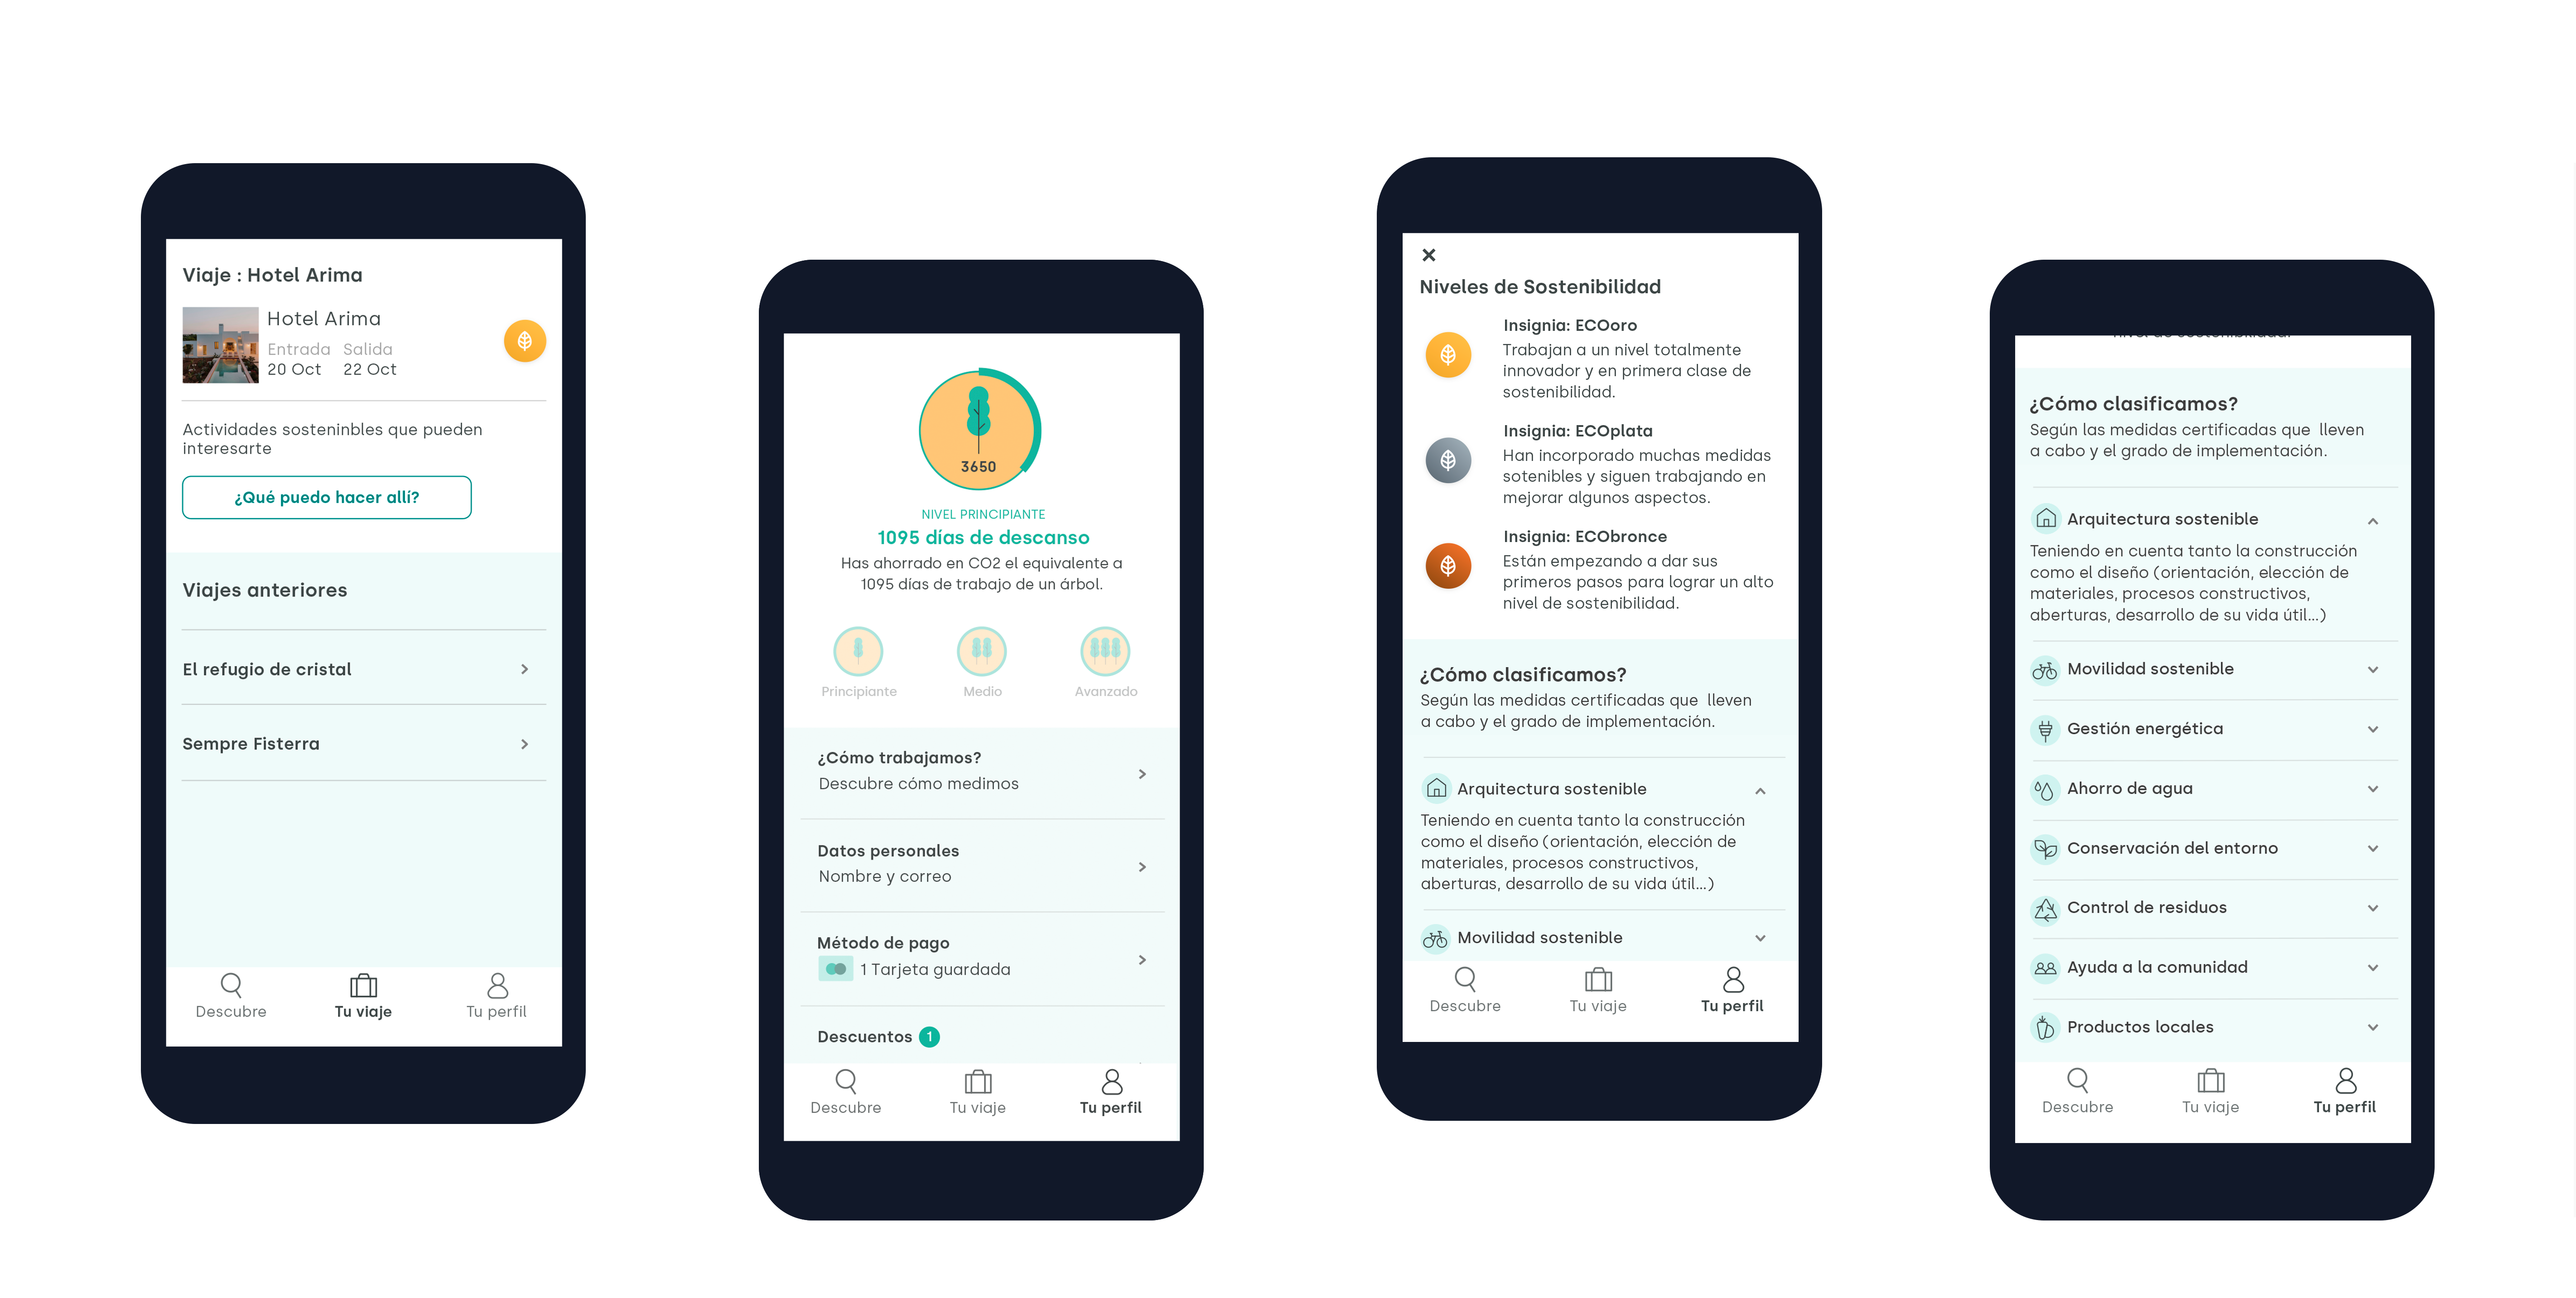 Viaje : Hotel Arima
Hotel Arima
Entrada Salida
20 Oct 22 Oct
Actividades sosteninbles que pueden
interesarte
¿Qué puedo hacer allí?
Viajes anteriores
El refugio de cristal
Sempre Fisterra
Descubre Tu viaje Tu perfil
3650
NIVEL PRINCIPIANTE
1095 días de descanso
Has ahorrado en CO2 el equivalente a
1095 días de trabajo de un árbol.
Principiante Medio Avanzado
¿Cómo trabajamos?
Descubre cómo medimos
Datos personales
Nombre y correo
Método de pago
1 Tarjeta guardada
Descuentos 1
Descubre Tu viaje Tu perfil
Niveles de Sostenibilidad
Insignia: ECOoro
Trabajan a un nivel totalmente
innovador y en primera clase de
sostenibilidad.
Insignia: ECOplata
Han incorporado muchas medidas
sotenibles y siguen trabajando en
mejorar algunos aspectos.
Insignia: ECObronce
Están empezando a dar sus
primeros pasos para lograr un alto
nivel de sostenibilidad.
¿Cómo clasificamos?
Según las medidas certificadas que lleven
a cabo y el grado de implementación.
Arquitectura sostenible
Teniendo en cuenta tanto la construcción
como el diseño (orientación, elección de
materiales, procesos constructivos,
aberturas, desarrollo de su vida útil...)
Movilidad sostenible
Descubre Tu viaje Tu perfil
¿Cómo clasificamos?
Según las medidas certificadas que lleven
a cabo y el grado de implementación.
Arquitectura sostenible
Teniendo en cuenta tanto la construcción
como el diseño (orientación, elección de
materiales, procesos constructivos,
aberturas, desarrollo de su vida útil...)
Movilidad sostenible
Gestión energética
Ahorro de agua
Conservación del entorno
Control de residuos
Ayuda a la comunidad
Productos locales
Descubre Tu viaje Tu perfil